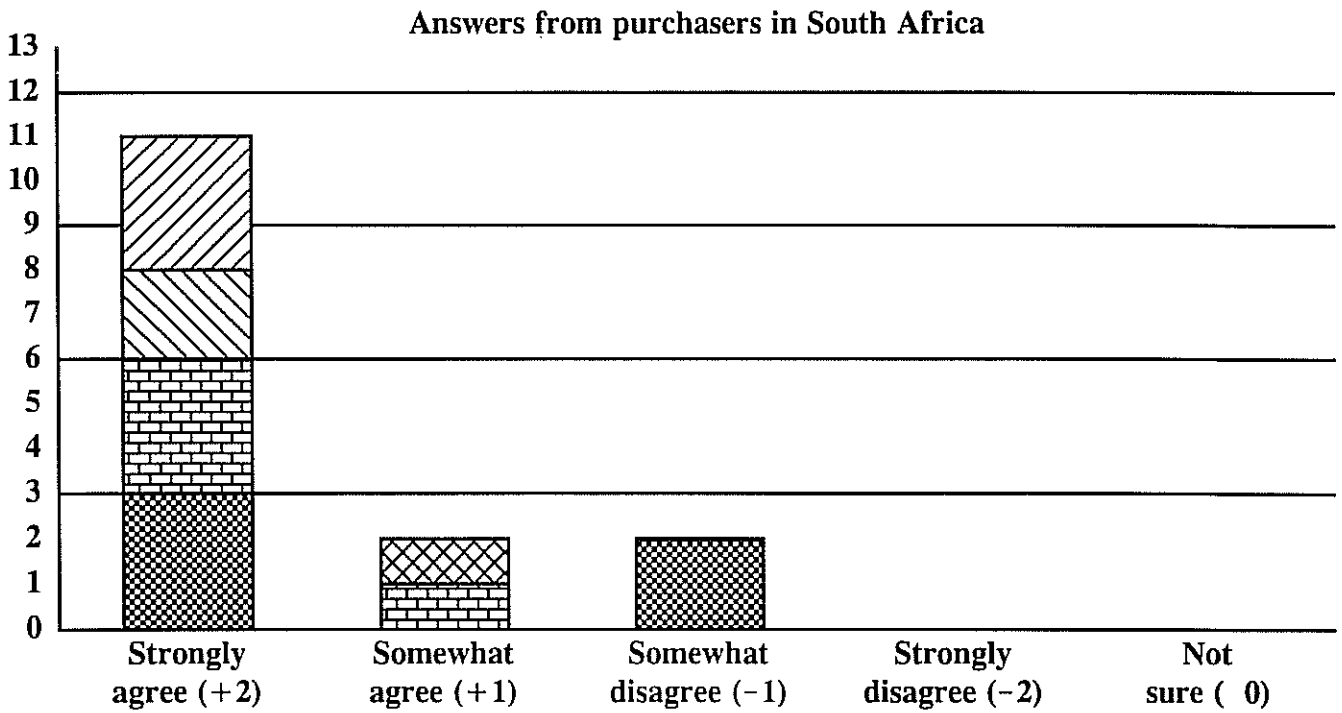 Answers from purchasers in South Africa
13
12
11
10
9
8
7
6
5
4
3
2
1
0
Strongly agree (+2)
Somewhat agree (+1)
Somewhat disagree (−1)
Strongly disagree (−2)
Not sure ( 0)